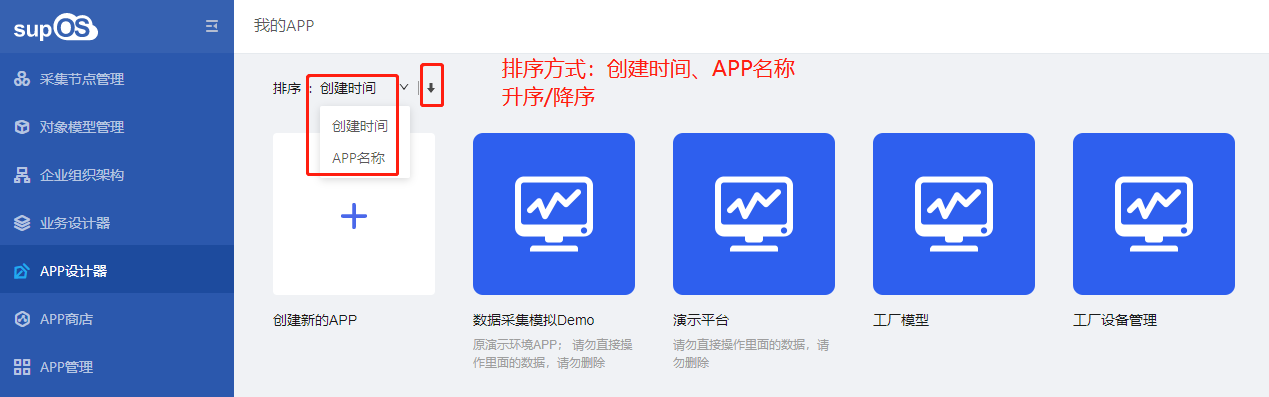 supOS
我的APP
采集节点管理
对象模型管理
企业组织架构
业务设计器
APP设计器
APP商店
APP管理
排序：创建时间
创建时间
APP名称
排序方式：创建时间、APP名称
升序/降序
创建新的APP
数据采集模拟Demo
原演示环境APP； 请勿直接操
作里面的数据，请勿删除
演示平台
请勿直接操作里面的数据，请
勿删除
工厂模型
工厂设备管理